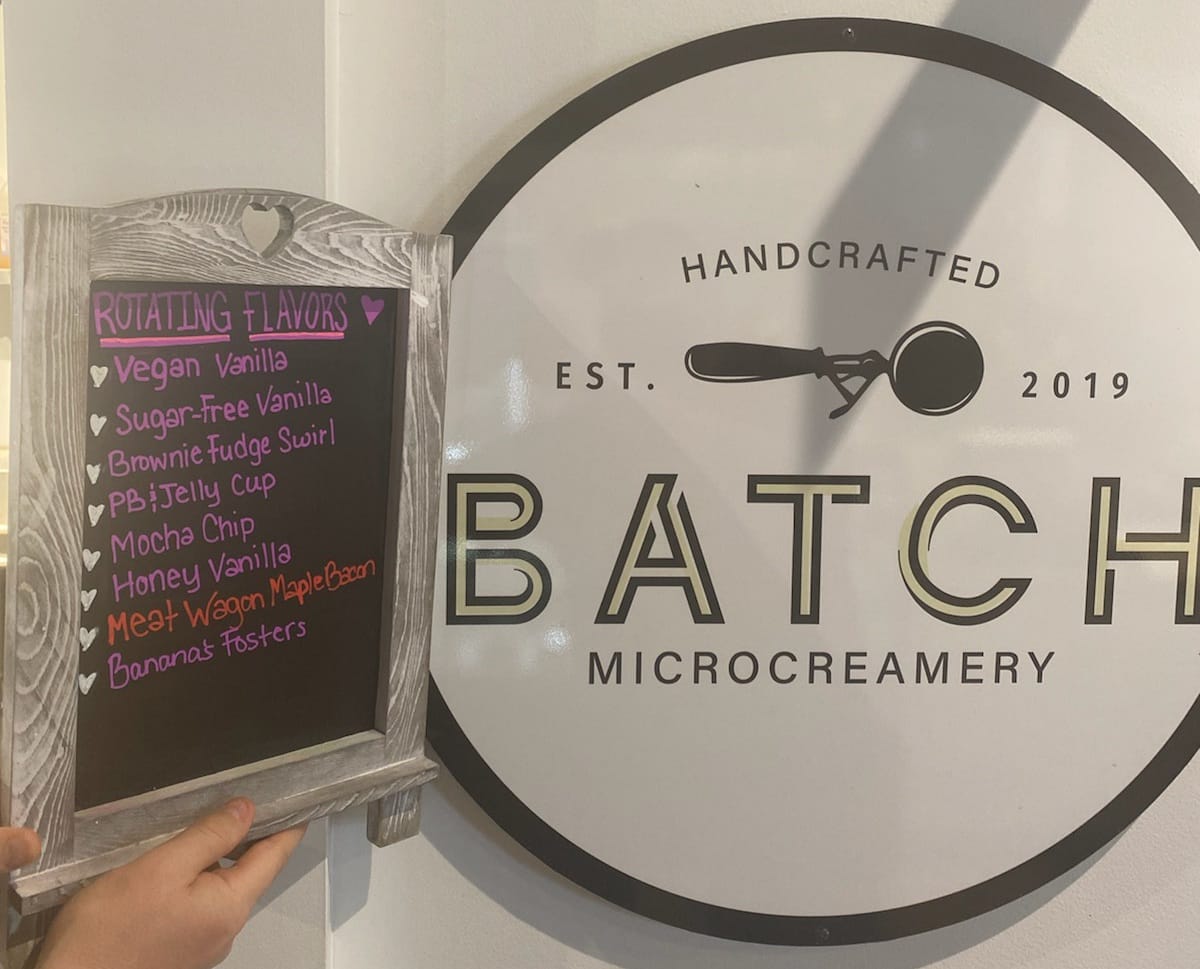 ROTATING FLAVORS
Vegan Vanilla
Sugar-Free Vanilla
Brownie Fudge Swirl
PB & Jelly Cup
Mocha Chip
Honey Vanilla
Meat Wagon Maple Bacon
Bananas Fosters
HANDCRAFTED
EST. 2019
BATCH
MICROCREAMERY